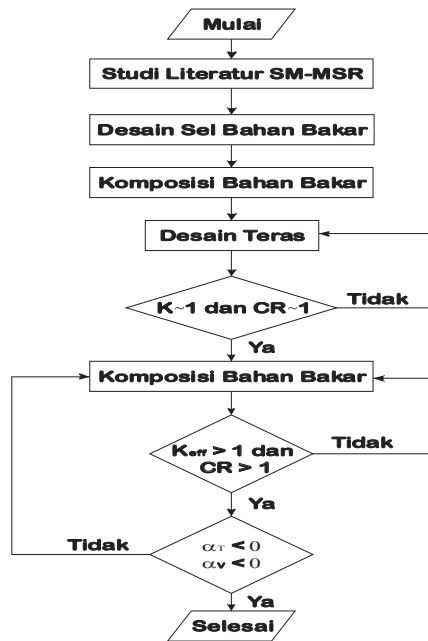 Mulai
Studi Literatur SM-MSR
Desain Sel Bahan Bakar
Komposisi Bahan Bakar
Desain Teras
K~1 dan CR~1
Tidak
Ya
Komposisi Bahan Bakar
Keff > 1 dan
CR > 1
Tidak
Ya
αT < 0
αv < 0
Tidak
Ya
Selesai